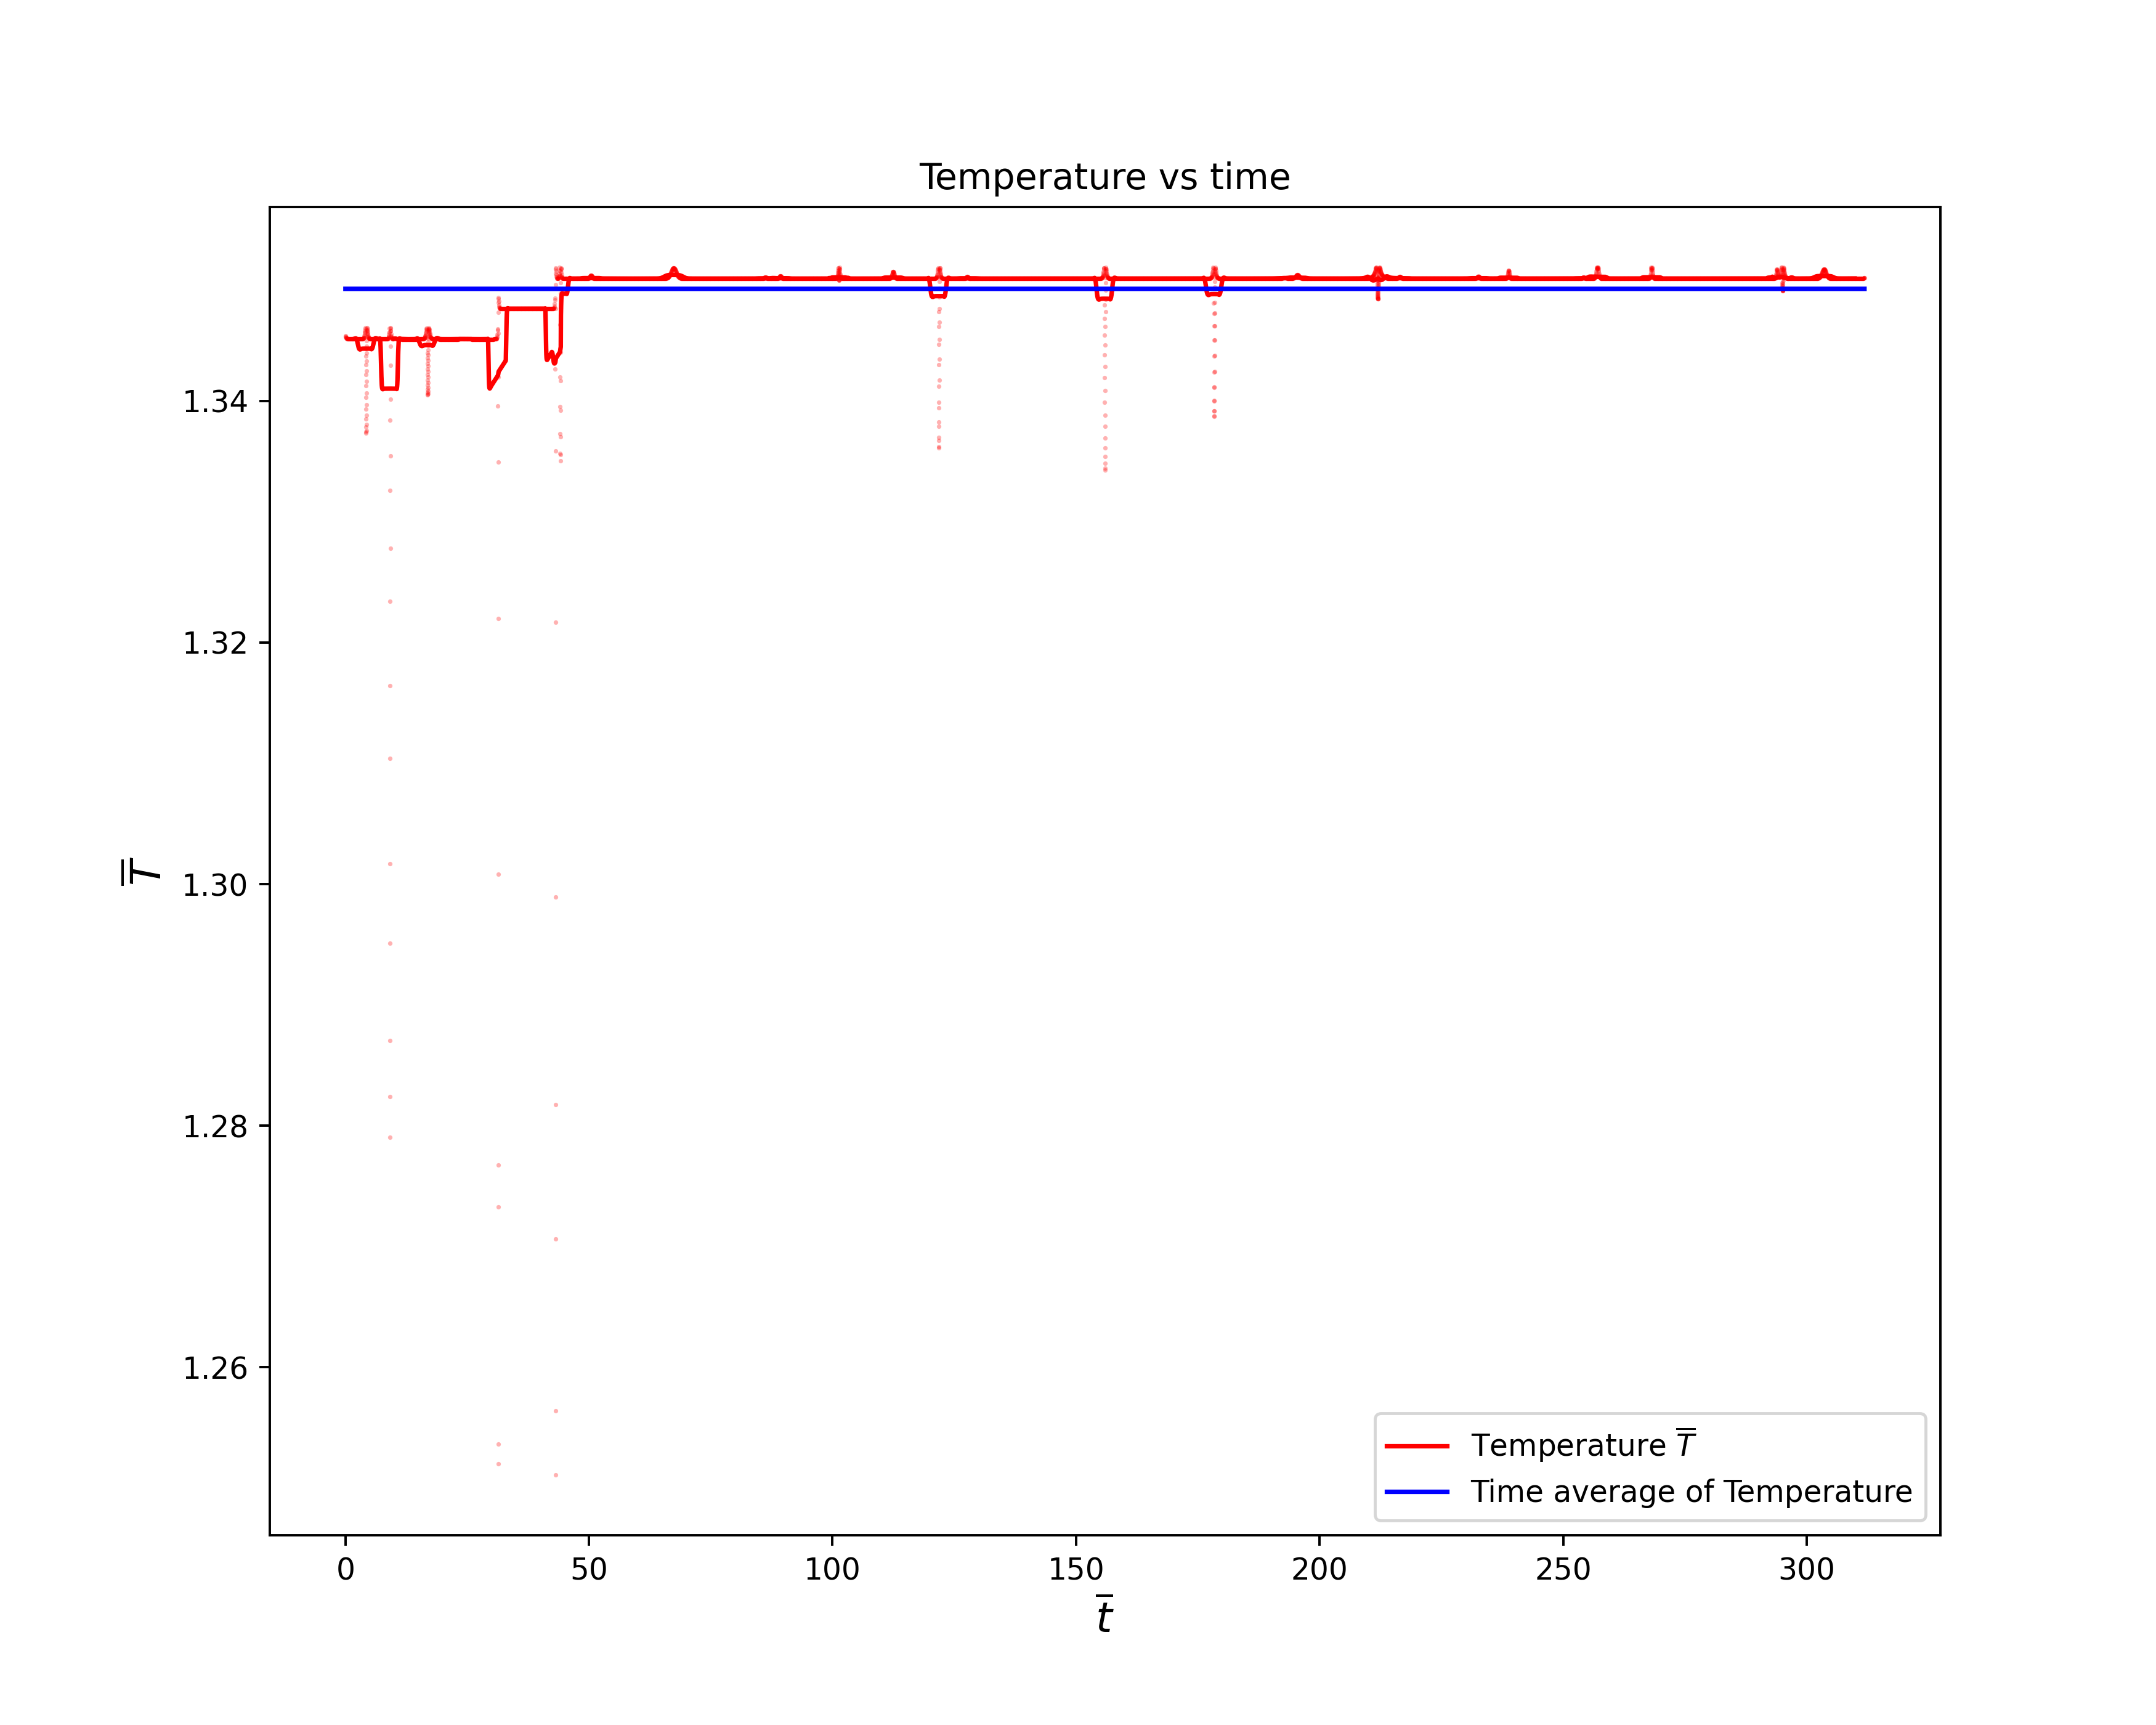 Temperature vs time
1.34
1.32
1.30
1.28
1.26
T̅
0 50 100 150 200 250 300
t̅
Temperature T̅
Time average of Temperature